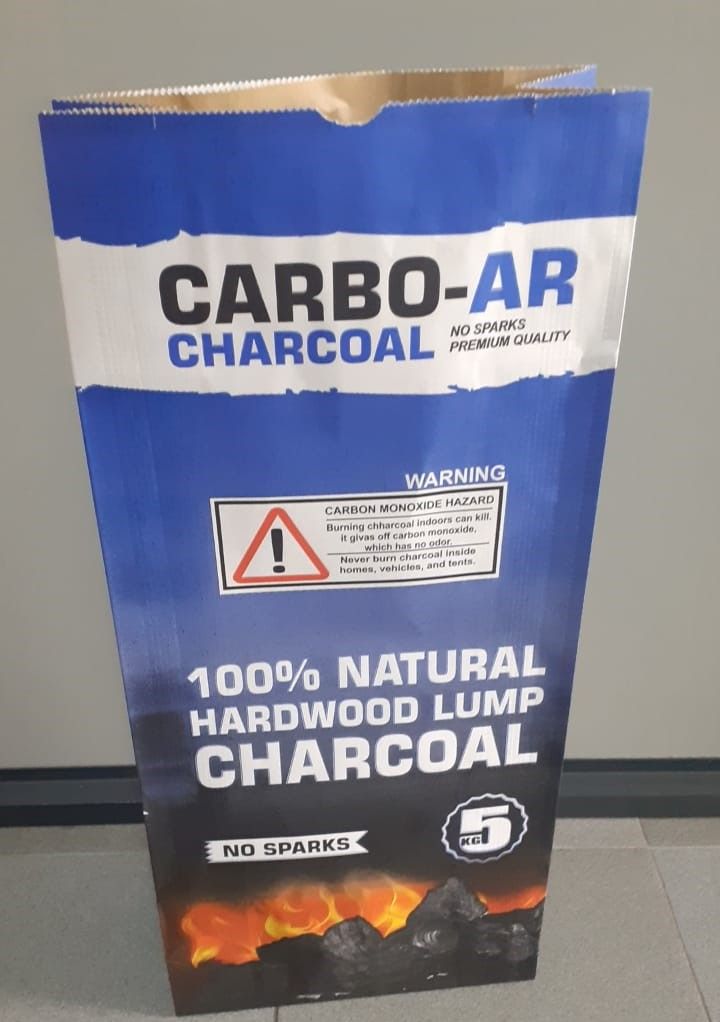 CARBO-AR
CHARCOAL
NO SPARKS
PREMIUM QUALITY
WARNING
CARBON MONOXIDE HAZARD
Burning chharcoal indoors can kill.
it givas off carbon monoxide,
which has no odor.
Never burn charcoal inside
homes, vehicles, and tents.
100% NATURAL
HARDWOOD LUMP
CHARCOAL
NO SPARKS
5
KG